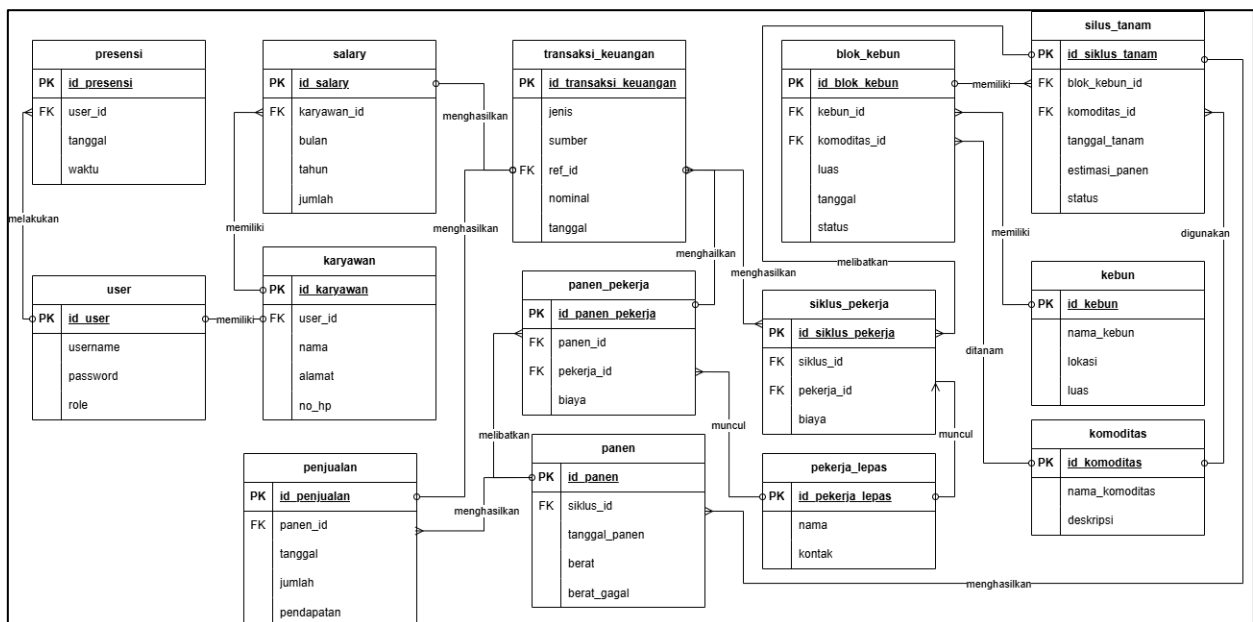 presensi
PK id_presensi
FK user_id
tanggal
waktu
melakukan
user
PK id_user
username
password
role
memiliki
salary
PK id_salary
FK karyawan_id
bulan
tahun
jumlah
memiliki
karyawan
PK id_karyawan
FK user_id
nama
alamat
no_hp
menghasilkan
transaksi_keuangan
PK id_transaksi_keuangan
jenis
sumber
FK ref_id
nominal
tanggal
menghasilkan
menghailkan
menghasilkan
panen_pekerja
PK id_panen_pekerja
FK panen_id
FK pekerja_id
biaya
melibatkan
muncul
penjualan
PK id_penjualan
FK panen_id
tanggal
jumlah
pendapatan
menghasilkan
panen
PK id_panen
FK siklus_id
tanggal_panen
berat
berat_gagal
blok_kebun
PK id_blok_kebun
FK kebun_id
FK komoditas_id
luas
tanggal
status
memiliki
melibatkan
memiliki
siklus_pekerja
PK id_siklus_pekerja
FK siklus_id
FK pekerja_id
biaya
ditanam
muncul
pekerja_lepas
PK id_pekerja_lepas
nama
kontak
silus_tanam
PK id_siklus_tanam
FK blok_kebun_id
FK komoditas_id
tanggal_tanam
estimasi_panen
status
digunakan
kebun
PK id_kebun
nama_kebun
lokasi
luas
komoditas
PK id_komoditas
nama_komoditas
deskripsi
menghasilkan